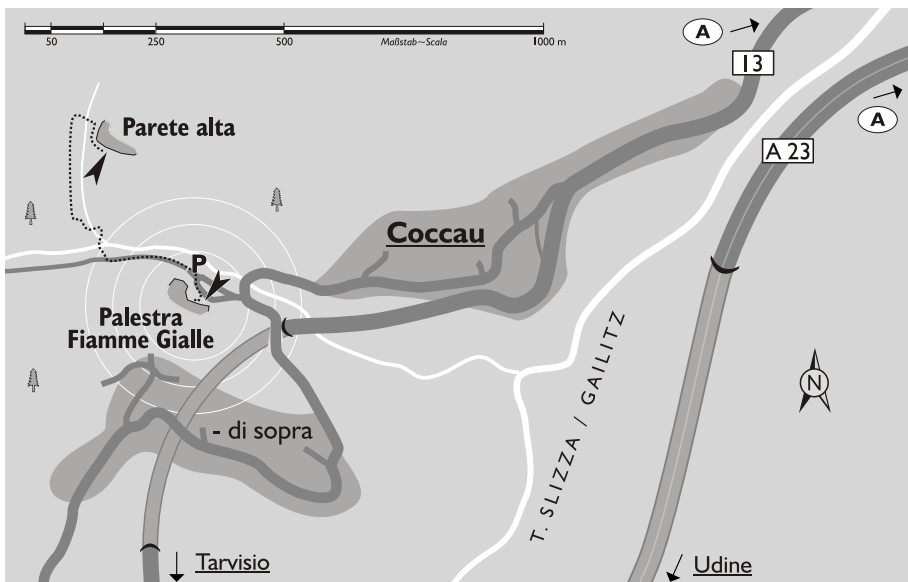 50
250
500
Maßstab~Scala
1000 m
A
13
A
A 23
Parete alta
Coccau
P
Palestra
Fiamme Gialle
- di sopra
T. SLIZZA / GAILITZ
N
Tarvisio
Udine